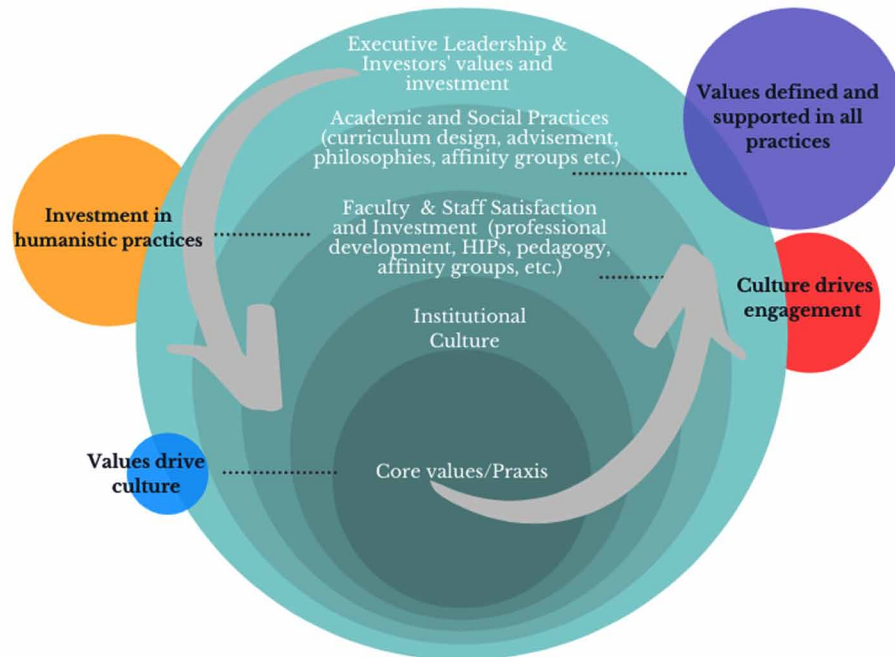 Executive Leadership &
Investors' values and
investment
Academic and Social Practices
(curriculum design, advisement,
philosophies, affinity groups etc.)
Faculty & Staff Satisfaction
and Investment (professional
development, HIPs, pedagogy,
affinity groups, etc.)
Institutional
Culture
Core values/Praxis
Values defined and
supported in all
practices
Investment in
humanistic practices
Culture drives
engagement
Values drive
culture